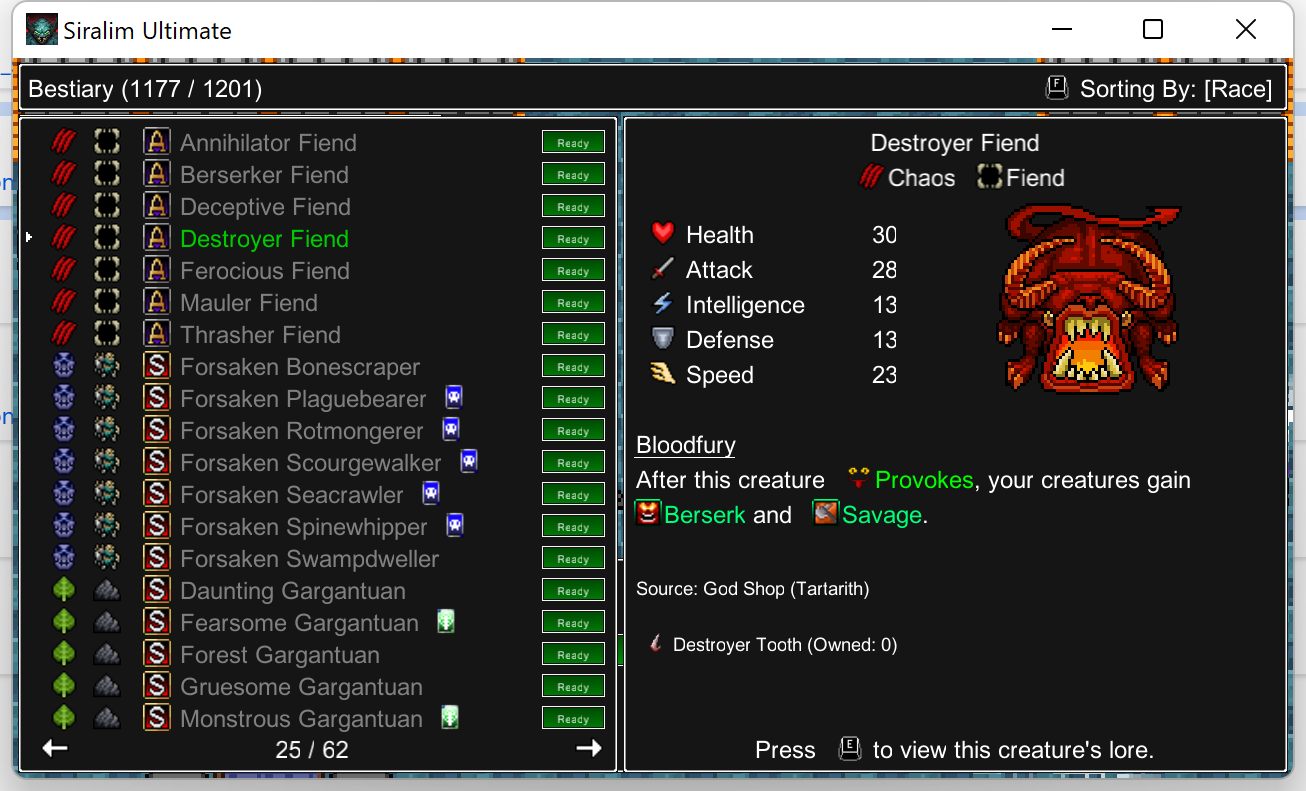 Siralim Ultimate
Bestiary (1177 / 1201)
F Sorting By: [Race]
A Annihilator Fiend Ready
A Berserker Fiend Ready
A Deceptive Fiend Ready
A Destroyer Fiend Ready
A Ferocious Fiend Ready
A Mauler Fiend Ready
A Thrasher Fiend Ready
S Forsaken Bonescraper Ready
S Forsaken Plaguebearer Ready
S Forsaken Rotmongerer Ready
S Forsaken Scourgewalker Ready
S Forsaken Seacrawler Ready
S Forsaken Spinewhipper Ready
S Forsaken Swampdweller Ready
S Daunting Gargantuan Ready
S Fearsome Gargantuan Ready
S Forest Gargantuan Ready
S Gruesome Gargantuan Ready
S Monstrous Gargantuan Ready
25 / 62
Destroyer Fiend
Chaos Fiend
Health 30
Attack 28
Intelligence 13
Defense 13
Speed 23
Bloodfury
After this creature Provokes, your creatures gain
Berserk and Savage.
Source: God Shop (Tartarith)
Destroyer Tooth (Owned: 0)
Press E to view this creature's lore.